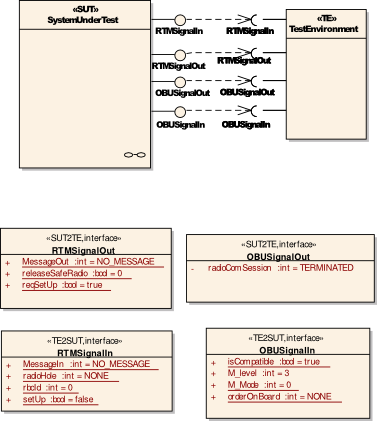 «SUT»
SystemUnderTest
«TE»
TestEnvironment
RTMSignalIn
RTMSignalIn
RTMSignalOut
RTMSignalOut
OBUSignalOut
OBUSignalOut
OBUSignalIn
OBUSignalIn
«SUT2TE,interface»
RTMSignalOut
+ MessageOut :int = NO_MESSAGE
+ releaseSafeRadio :bool = 0
+ reqSetUp :bool = true
«SUT2TE,interface»
OBUSignalOut
- radioComSession :int = TERMINATED
«TE2SUT,interface»
RTMSignalIn
+ MessageIn :int = NO_MESSAGE
+ radioHde :int = NONE
+ rbcId :int = 0
+ setUp :bool = false
«TE2SUT,interface»
OBUSignalIn
+ isCompatible :bool = true
+ M_level :int = 3
+ M_Mode :int = 0
+ orderOnBoard :int = NONE